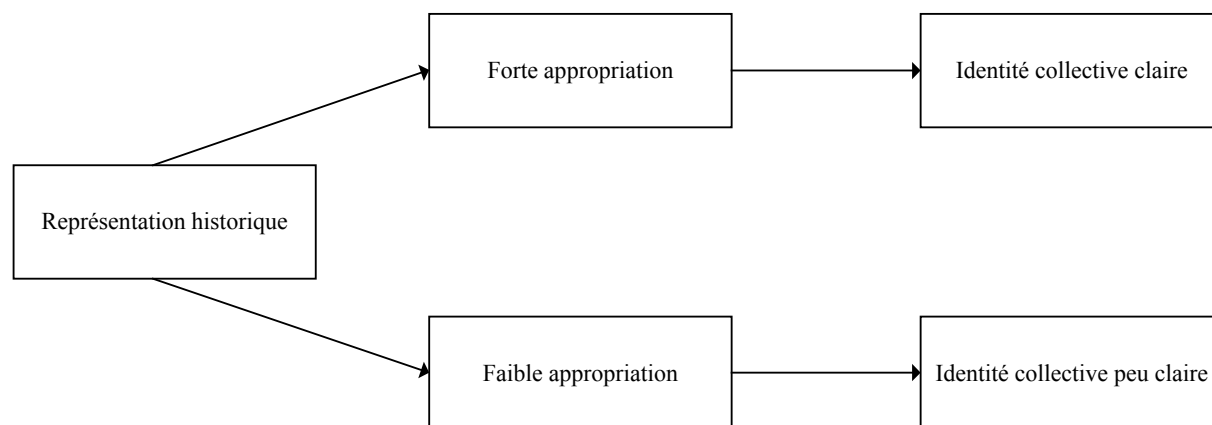 Forte appropriation
Identité collective claire
Représentation historique
Faible appropriation
Identité collective peu claire